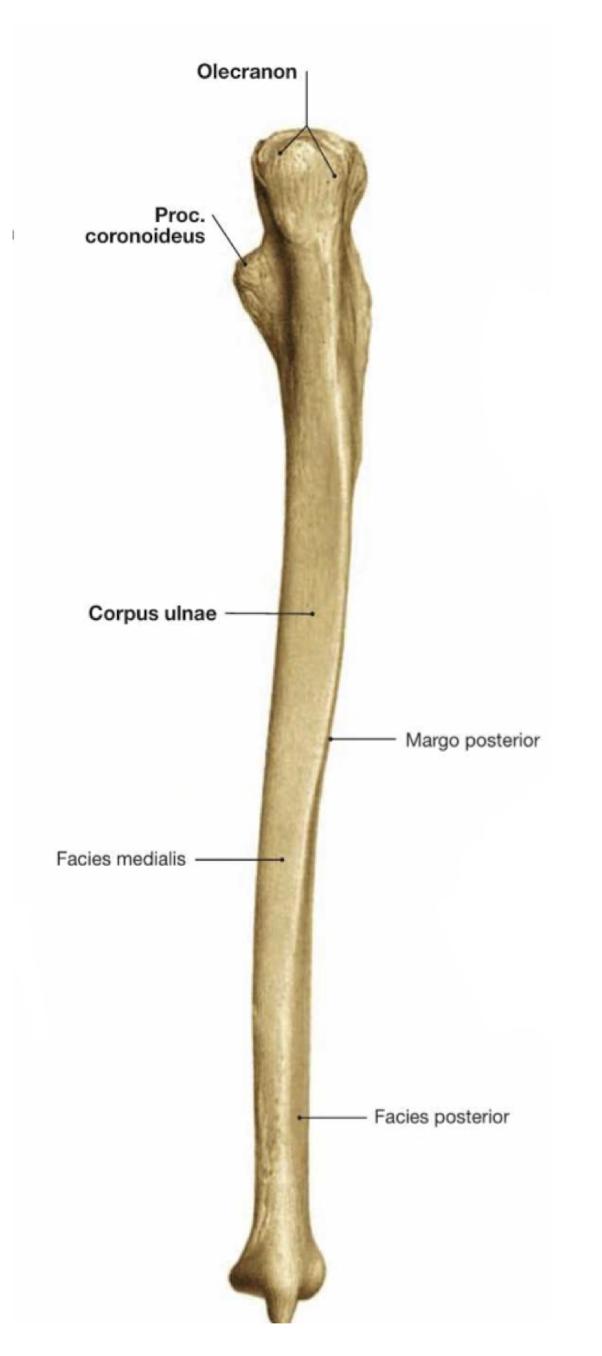 Olecranon
Proc.
coronoideus
Corpus ulnae
Margo posterior
Facies medialis
Facies posterior